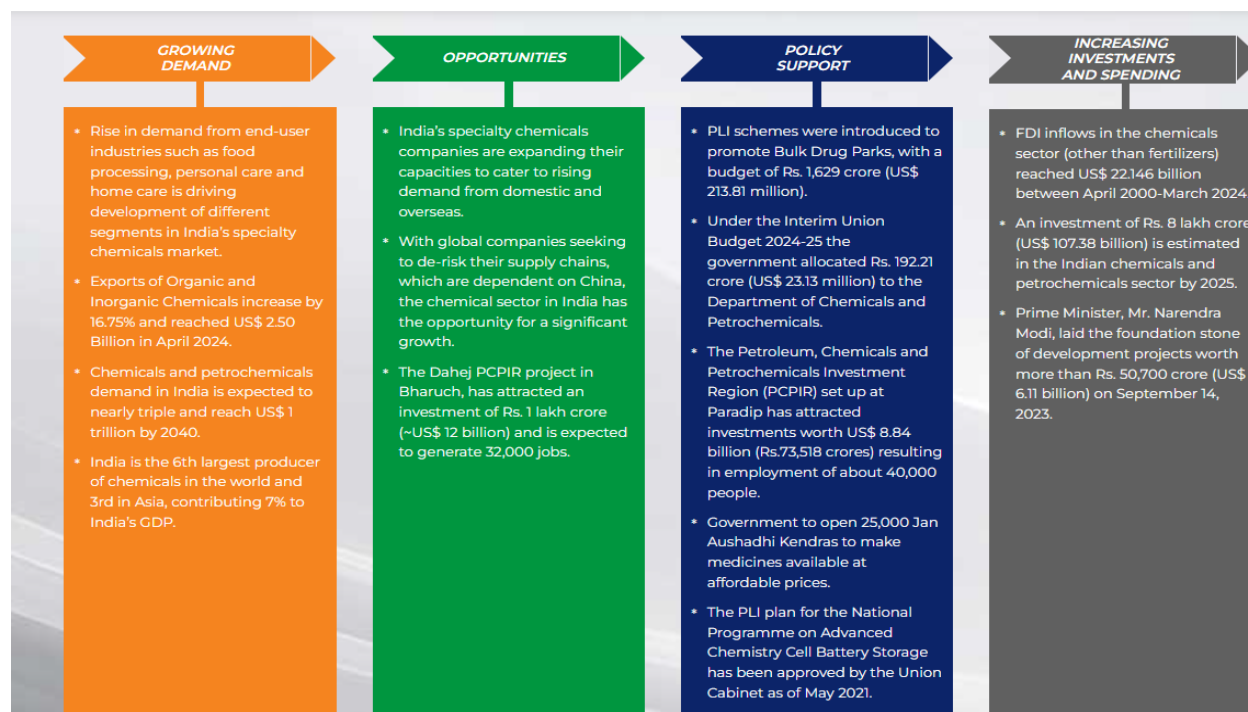 GROWING
DEMAND
* Rise in demand from end-user
industries such as food
processing, personal care and
home care is driving
development of different
segments in India's specialty
chemicals market.
* Exports of Organic and
Inorganic Chemicals increase by
16.75% and reached US$ 2.50
Billion in April 2024.
* Chemicals and petrochemicals
demand in India is expected to
nearly triple and reach US$ 1
trillion by 2040.
* India is the 6th largest producer
of chemicals in the world and
3rd in Asia, contributing 7% to
India's GDP.
OPPORTUNITIES
* India's specialty chemicals
companies are expanding their
capacities to cater to rising
demand from domestic and
overseas.
* With global companies seeking
to de-risk their supply chains,
which are dependent on China,
the chemical sector in India has
the opportunity for a significant
growth.
* The Dahej PCPIR project in
Bharuch, has attracted an
investment of Rs. 1 lakh crore
(~US$ 12 billion) and is expected
to generate 32,000 jobs.
POLICY
SUPPORT
* PLI schemes were introduced to
promote Bulk Drug Parks, with a
budget of Rs. 1,629 crore (US$
213.81 million).
* Under the Interim Union
Budget 2024-25 the
government allocated Rs. 192.21
crore (US$ 23.13 million) to the
Department of Chemicals and
Petrochemicals.
* The Petroleum, Chemicals and
Petrochemicals Investment
Region (PCPIR) set up at
Paradip has attracted
investments worth US$ 8.84
billion (Rs.73,518 crores) resulting
in employment of about 40,000
people.
* Government to open 25,000 Jan
Aushadhi Kendras to make
medicines available at
affordable prices.
* The PLI plan for the National
Programme on Advanced
Chemistry Cell Battery Storage
has been approved by the Union
Cabinet as of May 2021.
INCREASING
INVESTMENTS
AND SPENDING
* FDI inflows in the chemicals
sector (other than fertilizers)
reached US$ 22.146 billion
between April 2000-March 2024
* An investment of Rs. 8 lakh crore
(US$ 107.38 billion) is estimated
in the Indian chemicals and
petrochemicals sector by 2025.
* Prime Minister, Mr. Narendra
Modi, laid the foundation stone
of development projects worth
more than Rs. 50,700 crore (US$
6.11 billion) on September 14,
2023.